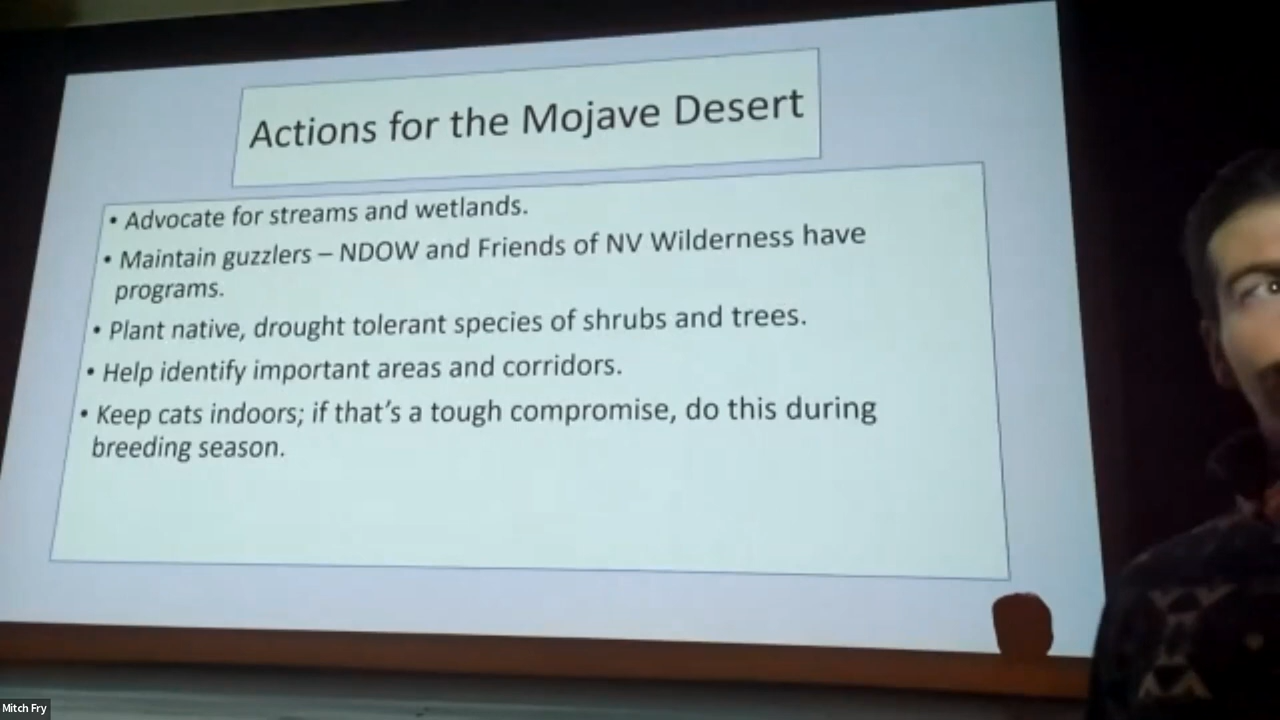 Actions for the Mojave Desert
• Advocate for streams and wetlands.
• Maintain guzzlers – NDOW and Friends of NV Wilderness have
programs.
• Plant native, drought tolerant species of shrubs and trees.
• Help identify important areas and corridors.
• Keep cats indoors; if that's a tough compromise, do this during
breeding season.
Mitch Fry